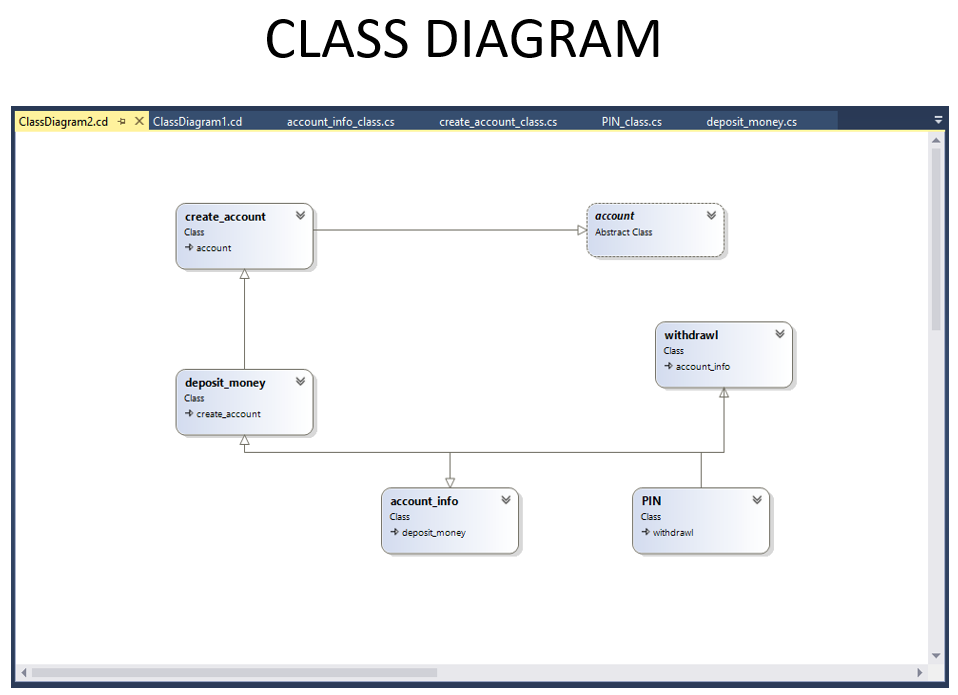 CLASS DIAGRAM
ClassDiagram2.cd ClassDiagram1.cd account_info_class.cs create_account_class.cs PIN_class.cs deposit_money.cs
create_account
Class
account
account
Abstract Class
withdrawl
Class
account_info
deposit_money
Class
create_account
account_info
Class
deposit_money
PIN
Class
withdrawl